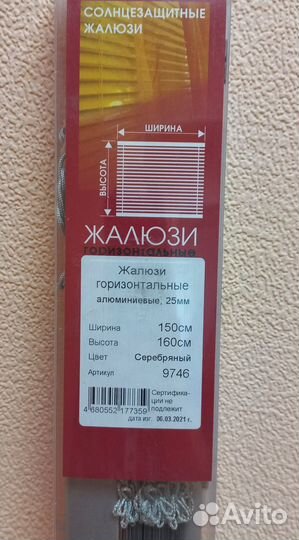 СОЛНЦЕЗАЩИТНЫЕ
ЖАЛЮЗИ
ШИРИНА
ВЫСОТА
ЖАЛЮЗИ
горизонтальные
Жалюзи
горизонтальные
алюминиевые, 25мм
Ширина 150см
Высота 160см
Цвет Серебряный
Артикул 9746
Сертифика-
ции не
подлежит
4 680552 177359
дата изг. 06.03.2021 г.
Avito